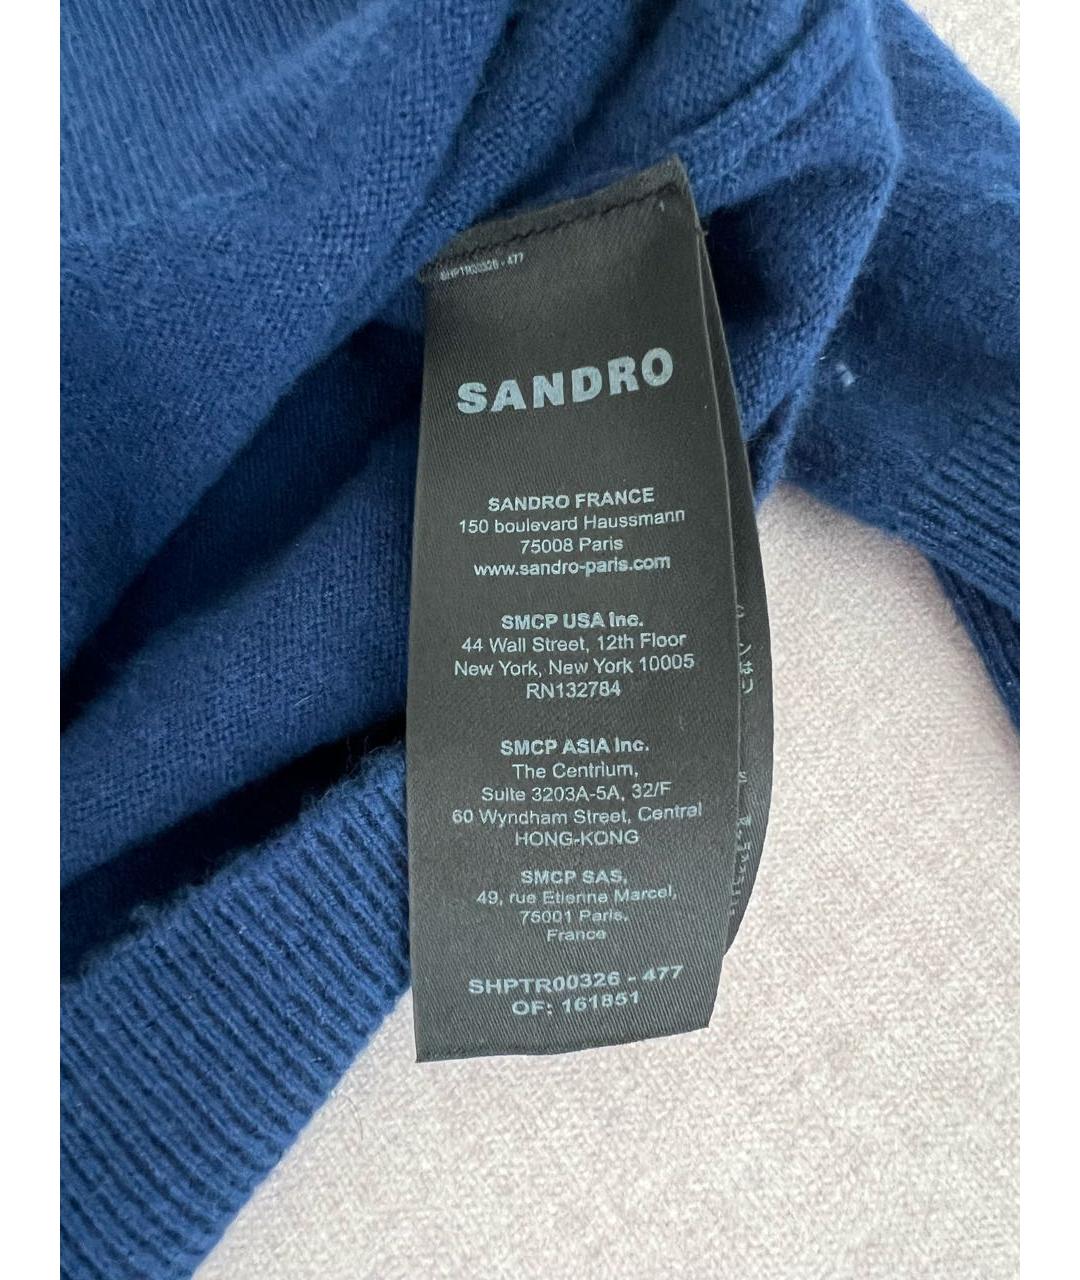 SHPTR00326 - 477
SANDRO
SANDRO FRANCE
150 boulevard Haussmann
75008 Paris
www.sandro-paris.com
SMCP USA Inc.
44 Wall Street, 12th Floor
New York, New York 10005
RN132784
SMCP ASIA Inc.
The Centrium,
Suite 3203A-5A, 32/F
60 Wyndham Street, Central
HONG-KONG
SMCP SAS,
49, rue Etienne Marcel,
75001 Paris,
France
SHPTR00326 - 477
OF: 161851